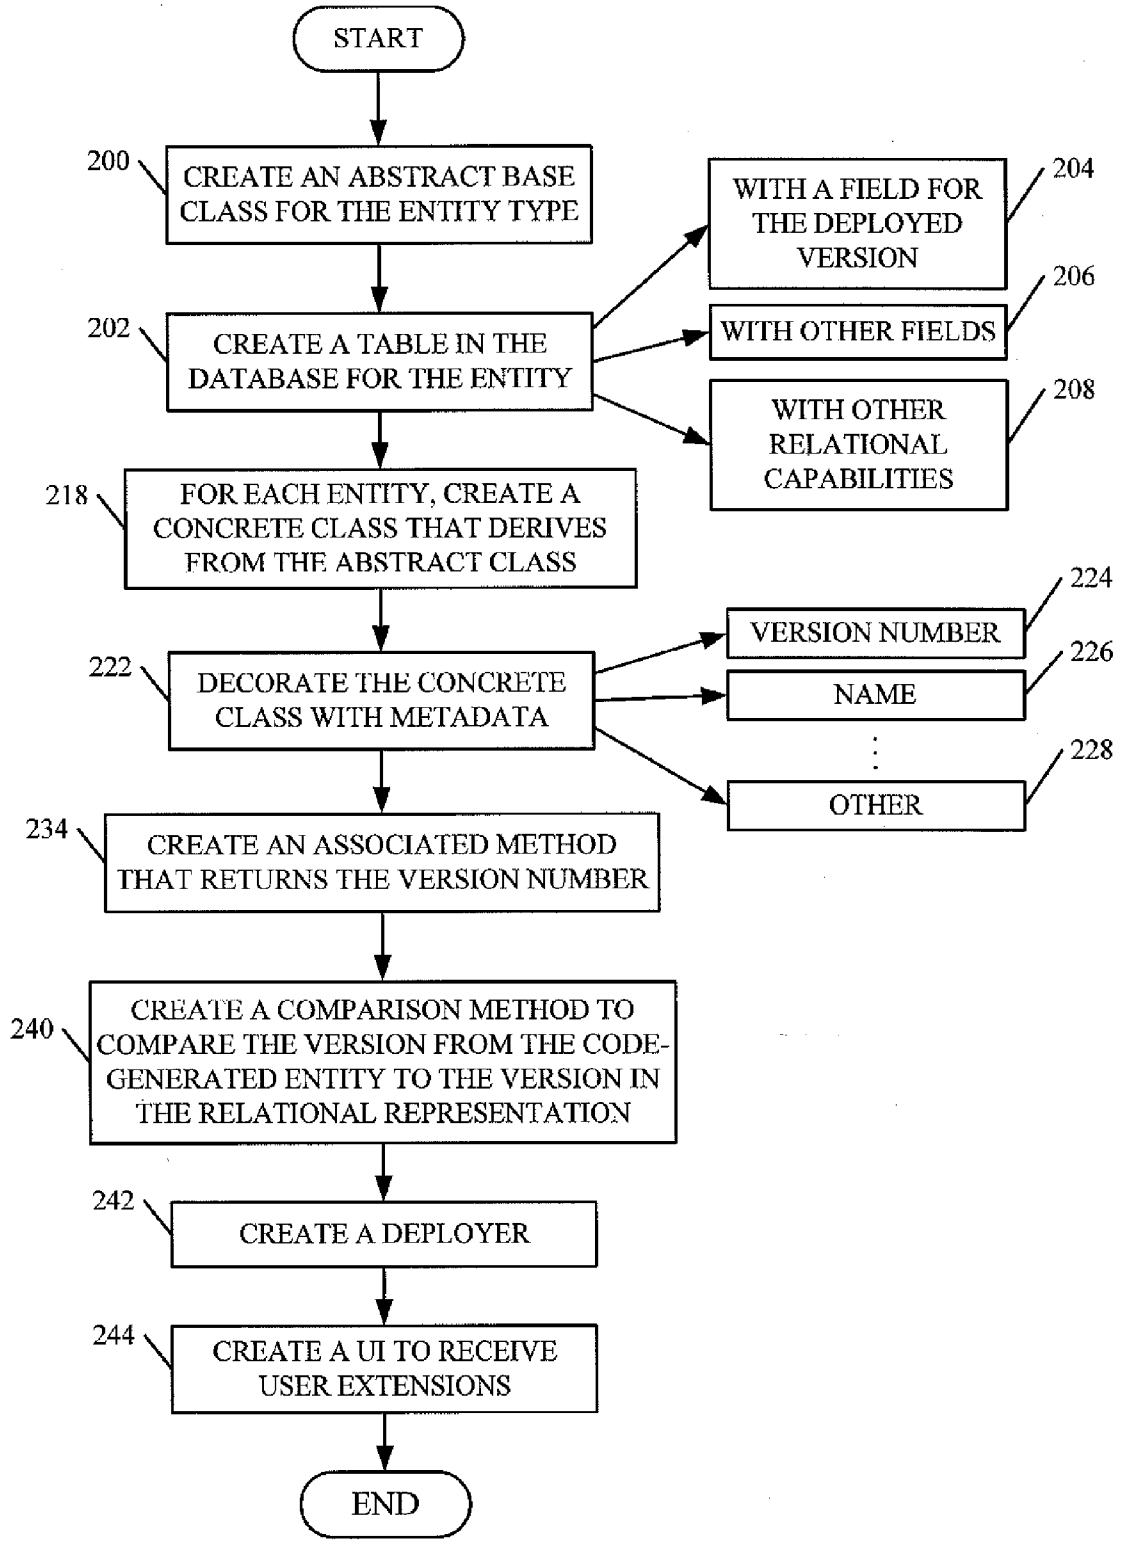 START
200
CREATE AN ABSTRACT BASE
CLASS FOR THE ENTITY TYPE
202
CREATE A TABLE IN THE
DATABASE FOR THE ENTITY
204
WITH A FIELD FOR
THE DEPLOYED
VERSION
206
WITH OTHER FIELDS
208
WITH OTHER
RELATIONAL
CAPABILITIES
218
FOR EACH ENTITY, CREATE A
CONCRETE CLASS THAT DERIVES
FROM THE ABSTRACT CLASS
222
DECORATE THE CONCRETE
CLASS WITH METADATA
224
VERSION NUMBER
226
NAME
228
OTHER
234
CREATE AN ASSOCIATED METHOD
THAT RETURNS THE VERSION NUMBER
240
CREATE A COMPARISON METHOD TO
COMPARE THE VERSION FROM THE CODE-
GENERATED ENTITY TO THE VERSION IN
THE RELATIONAL REPRESENTATION
242
CREATE A DEPLOYER
244
CREATE A UI TO RECEIVE
USER EXTENSIONS
END